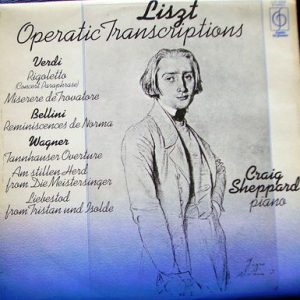 Liszt
Operatic Transcriptions
Verdi
Rigoletto
(Concert Paraphrase)
Miserere de Trovatore
Bellini
Reminiscences de Norma
Wagner
Tannhauser Overture
Am stillen Herd
from Die Meistersinger
Liebestod
from Tristan und Isolde
Craig
Sheppard
piano